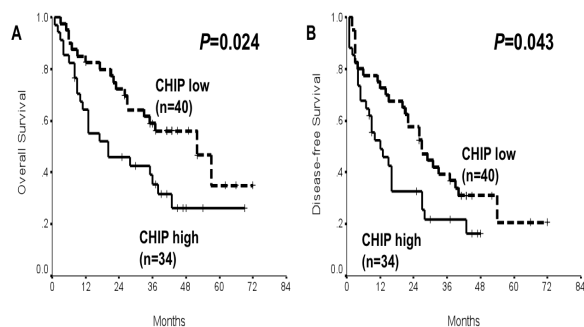 A
P=0.024
1.0
.8
.6
.4
.2
0.0
Overall Survival
CHIP low
(n=40)
CHIP high
(n=34)
0 12 24 36 48 60 72 84
Months
B
P=0.043
1.0
.8
.6
.4
.2
0.0
Disease-free Survival
CHIP low
(n=40)
CHIP high
(n=34)
0 12 24 36 48 60 72 84
Months